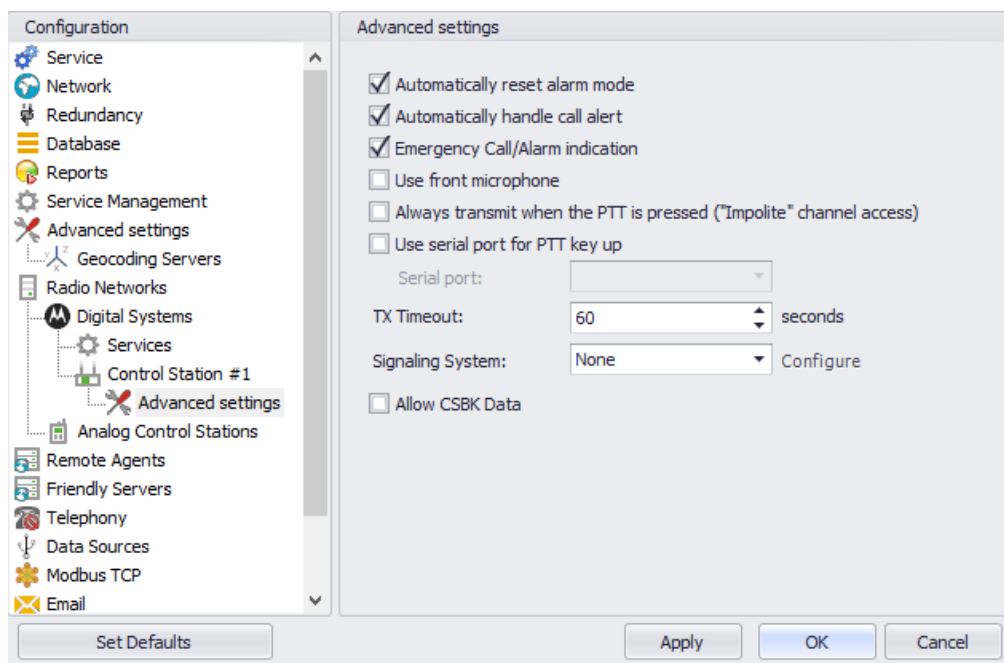 Configuration
Service
Network
Redundancy
Database
Reports
Service Management
Advanced settings
Geocoding Servers
Radio Networks
Digital Systems
Services
Control Station #1
Advanced settings
Analog Control Stations
Remote Agents
Friendly Servers
Telephony
Data Sources
Modbus TCP
Email
Advanced settings
Automatically reset alarm mode
Automatically handle call alert
Emergency Call/Alarm indication
Use front microphone
Always transmit when the PTT is pressed ("Impolite" channel access)
Use serial port for PTT key up
Serial port:
TX Timeout: 60 seconds
Signaling System: None Configure
Allow CSBK Data
Set Defaults Apply OK Cancel